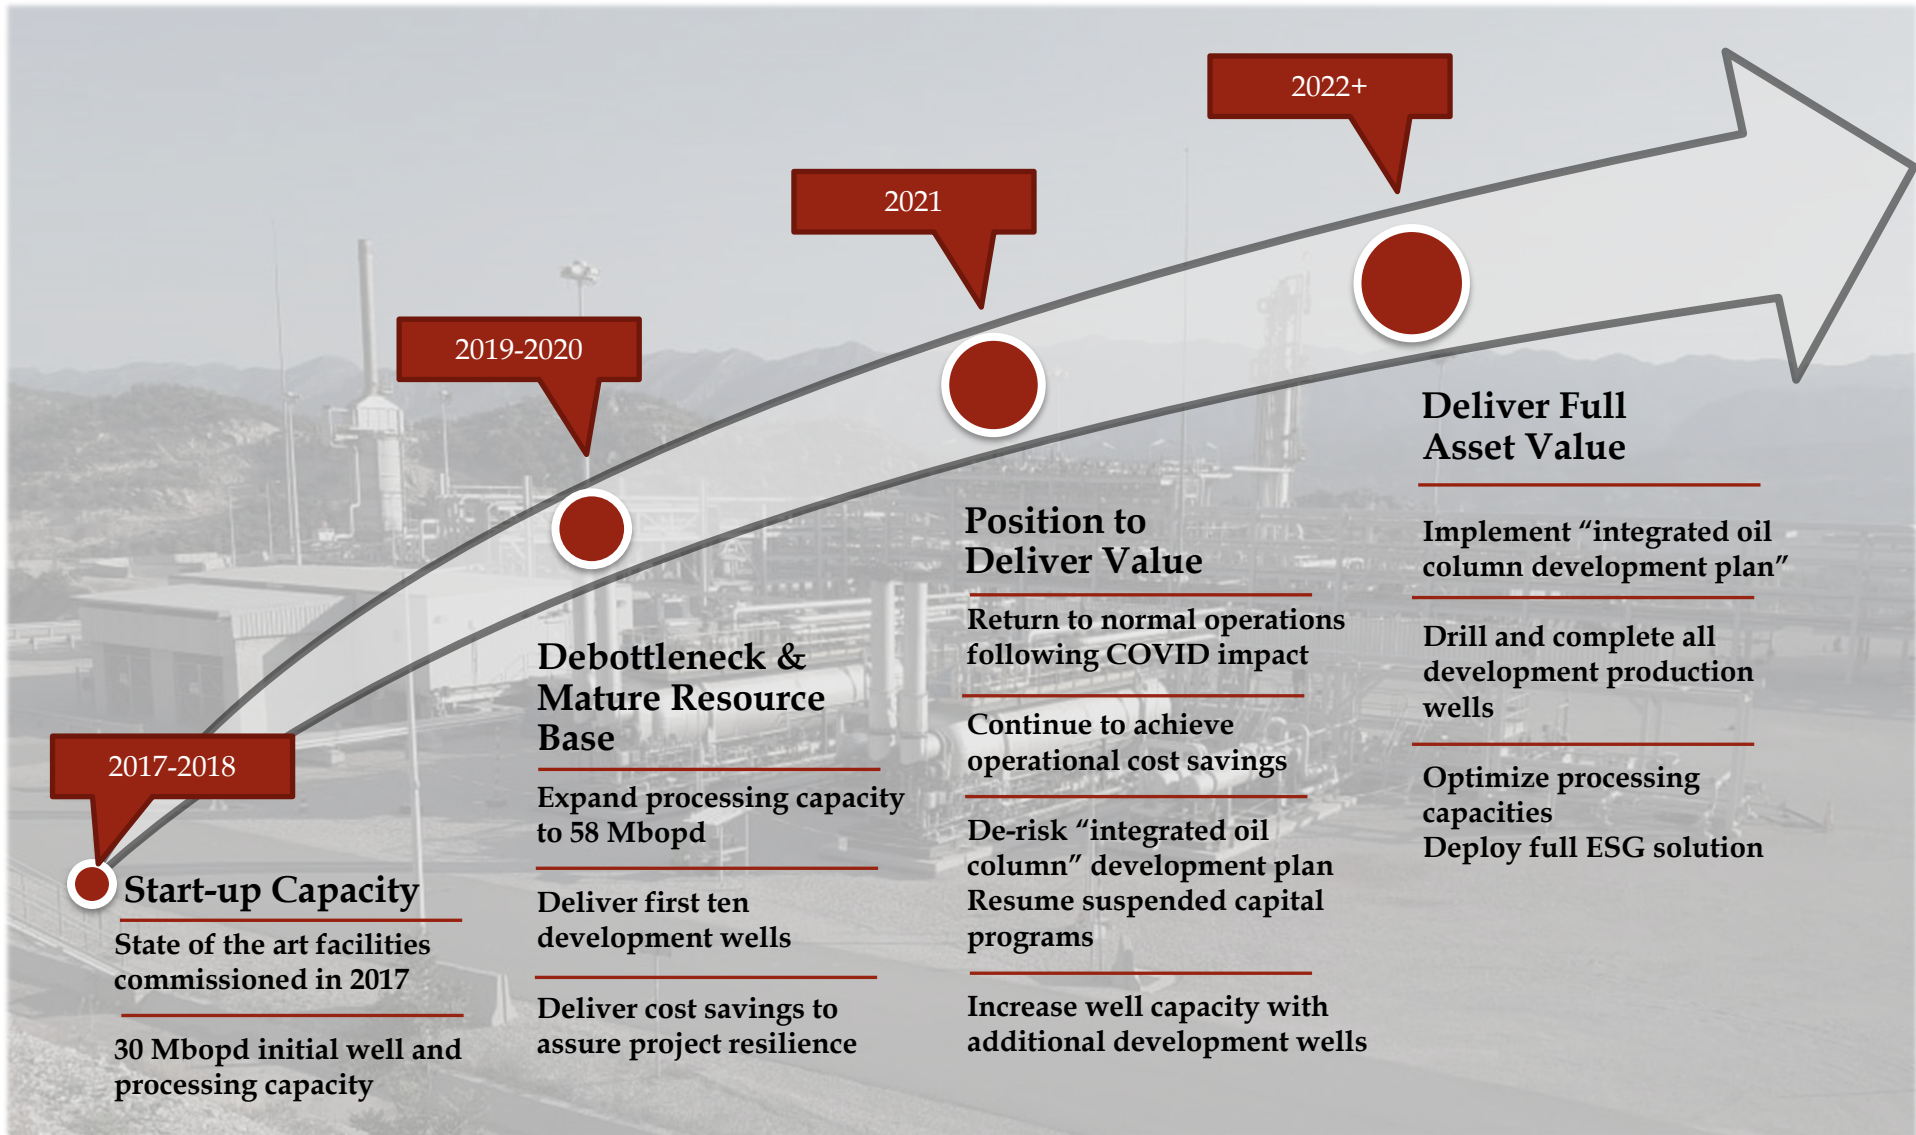 2017-2018
Start-up Capacity
State of the art facilities
commissioned in 2017
30 Mbopd initial well and
processing capacity
2019-2020
Debottleneck &
Mature Resource
Base
Expand processing capacity
to 58 Mbopd
Deliver first ten
development wells
Deliver cost savings to
assure project resilience
2021
Position to
Deliver Value
Return to normal operations
following COVID impact
Continue to achieve
operational cost savings
De-risk “integrated oil
column” development plan
Resume suspended capital
programs
Increase well capacity with
additional development wells
2022+
Deliver Full
Asset Value
Implement “integrated oil
column development plan”
Drill and complete all
development production
wells
Optimize processing
capacities
Deploy full ESG solution